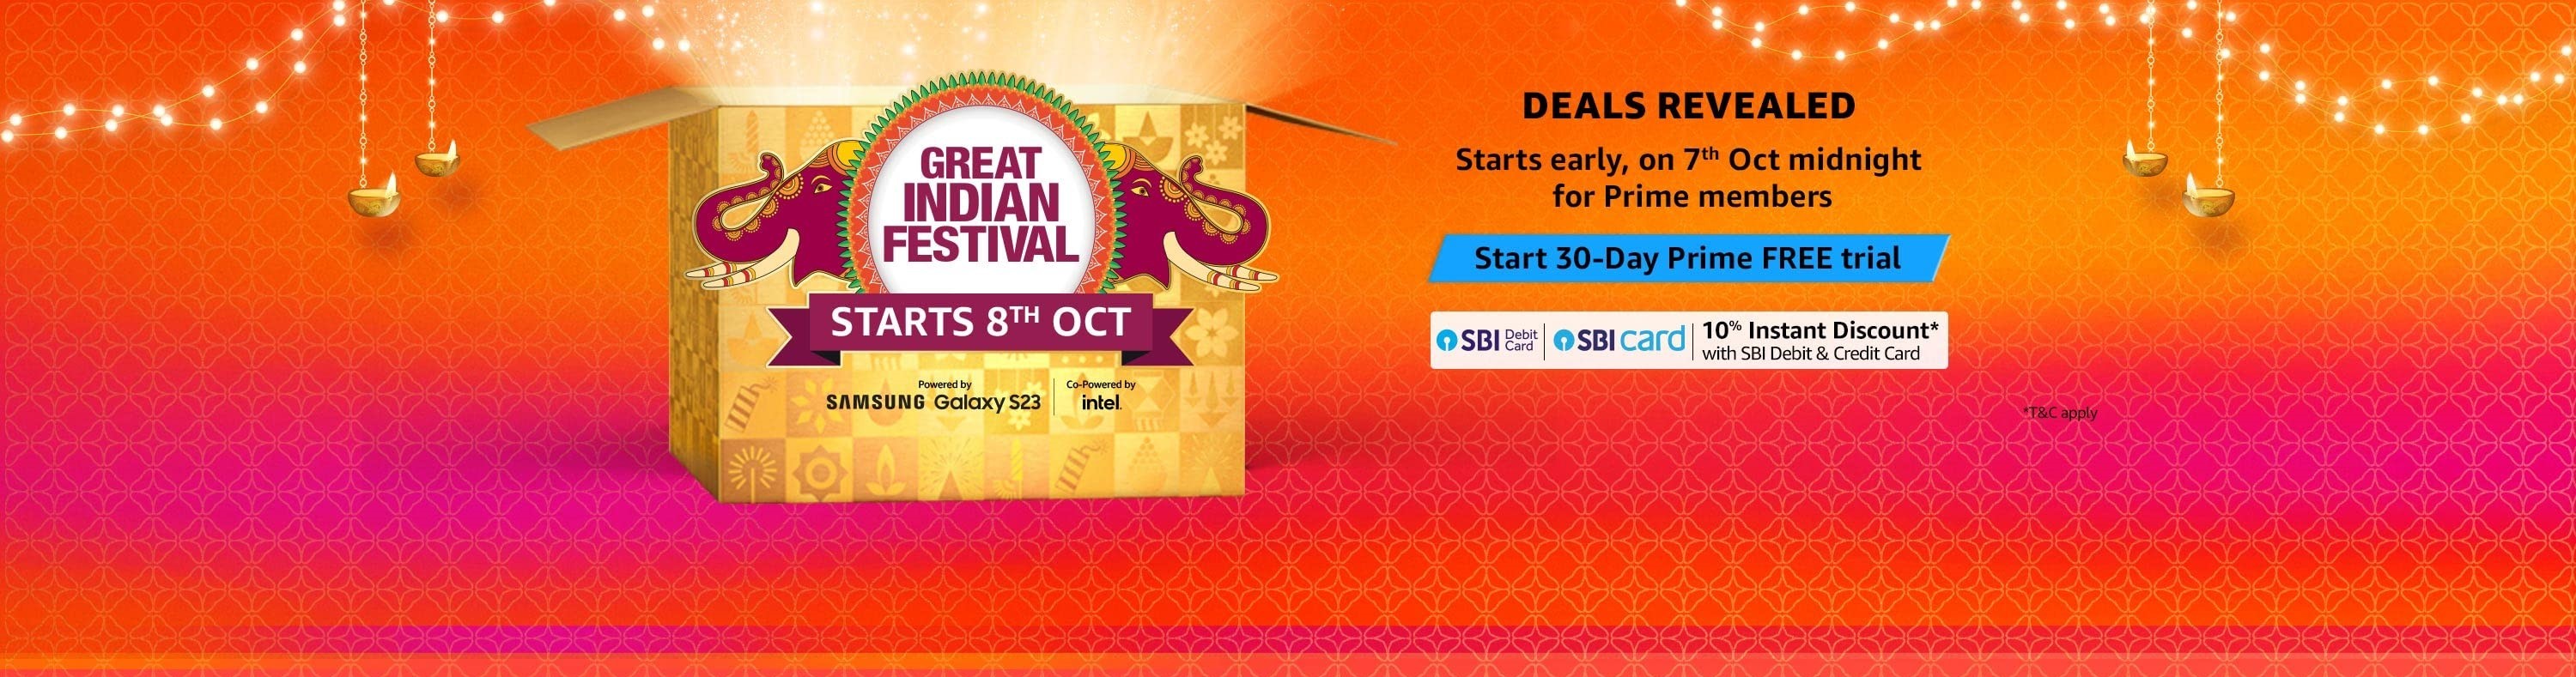 GREAT
INDIAN
FESTIVAL
STARTS 8TH OCT
Powered by
SAMSUNG Galaxy S23
Co-Powered by
intel.
DEALS REVEALED
Starts early, on 7th Oct midnight
for Prime members
Start 30-Day Prime FREE trial
SBI Debit
Card
SBI card
10% Instant Discount*
with SBI Debit & Credit Card
*T&C apply